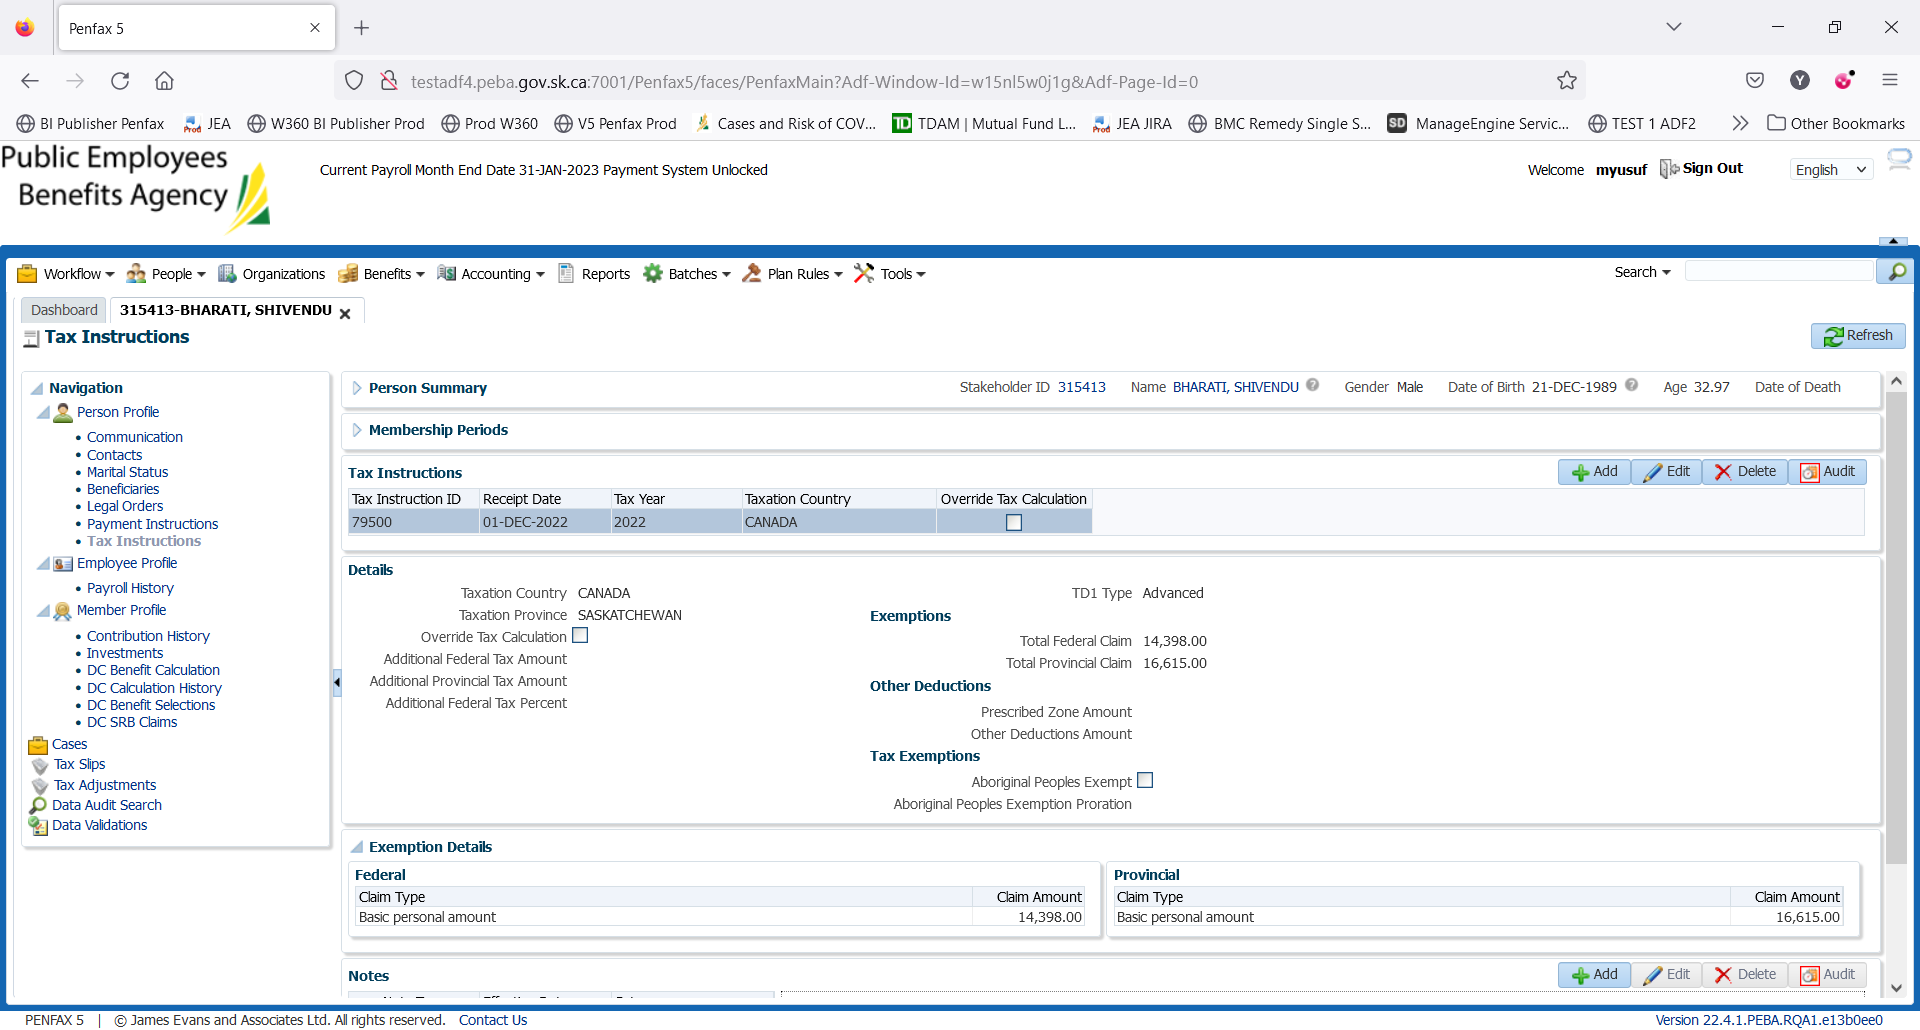 Penfax 5
testadf4.peba.gov.sk.ca:7001/Penfax5/faces/PenfaxMain?Adf-Window-Id=w15nl5w0j1g&Adf-Page-Id=0
Y
BI Publisher Penfax JEA W360 BI Publisher Prod Prod W360 V5 Penfax Prod Cases and Risk of COV... TD TDAM | Mutual Fund L... JEA JIRA BMC Remedy Single S... SD ManageEngine Servic... TEST 1 ADF2 Other Bookmarks
Public Employees
Benefits Agency
Current Payroll Month End Date 31-JAN-2023 Payment System Unlocked
Welcome myusuf Sign Out English
Workflow People Organizations Benefits Accounting Reports Batches Plan Rules Tools Search
Dashboard 315413-BHARATI, SHIVENDU
Tax Instructions
Refresh
Navigation
Person Profile
Communication
Contacts
Marital Status
Beneficiaries
Legal Orders
Payment Instructions
Tax Instructions
Employee Profile
Payroll History
Member Profile
Contribution History
Investments
DC Benefit Calculation
DC Calculation History
DC Benefit Selections
DC SRB Claims
Cases
Tax Slips
Tax Adjustments
Data Audit Search
Data Validations
Person Summary Stakeholder ID 315413 Name BHARATI, SHIVENDU Gender Male Date of Birth 21-DEC-1989 Age 32.97 Date of Death
Membership Periods
Tax Instructions Add Edit Delete Audit
Tax Instruction ID Receipt Date Tax Year Taxation Country Override Tax Calculation
79500 01-DEC-2022 2022 CANADA
Details
Taxation Country CANADA
Taxation Province SASKATCHEWAN
Override Tax Calculation
Additional Federal Tax Amount
Additional Provincial Tax Amount
Additional Federal Tax Percent
TD1 Type Advanced
Exemptions
Total Federal Claim 14,398.00
Total Provincial Claim 16,615.00
Other Deductions
Prescribed Zone Amount
Other Deductions Amount
Tax Exemptions
Aboriginal Peoples Exempt
Aboriginal Peoples Exemption Proration
Exemption Details
Federal
Claim Type Claim Amount
Basic personal amount 14,398.00
Provincial
Claim Type Claim Amount
Basic personal amount 16,615.00
Notes Add Edit Delete Audit
PENFAX 5 | © James Evans and Associates Ltd. All rights reserved. Contact Us
Version 22.4.1.PEBA.RQA1.e13b0ee0